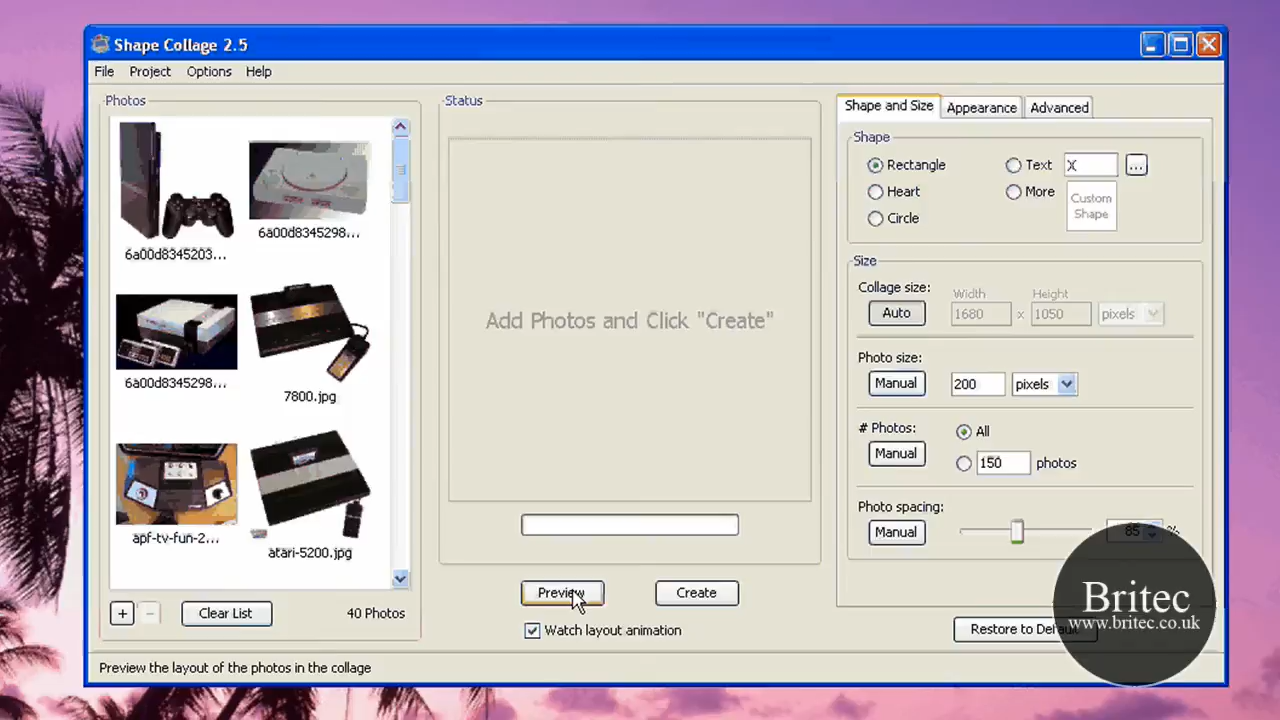 Shape Collage 2.5
File Project Options Help
Photos
6a00d8345203...
6a00d8345298...
6a00d8345298...
7800.jpg
apf-tv-fun-2...
atari-5200.jpg
+ - Clear List 40 Photos
Status
Add Photos and Click "Create"
Preview Create
Watch layout animation
Shape and Size Appearance Advanced
Shape
Rectangle Text X ...
Heart More Custom Shape
Circle
Size
Collage size: Width Height
Auto 1680 x 1050 pixels
Photo size:
Manual 200 pixels
# Photos: All
Manual 150 photos
Photo spacing:
Manual 85 %
Restore to
Britec
www.britec.co.uk
Preview the layout of the photos in the collage